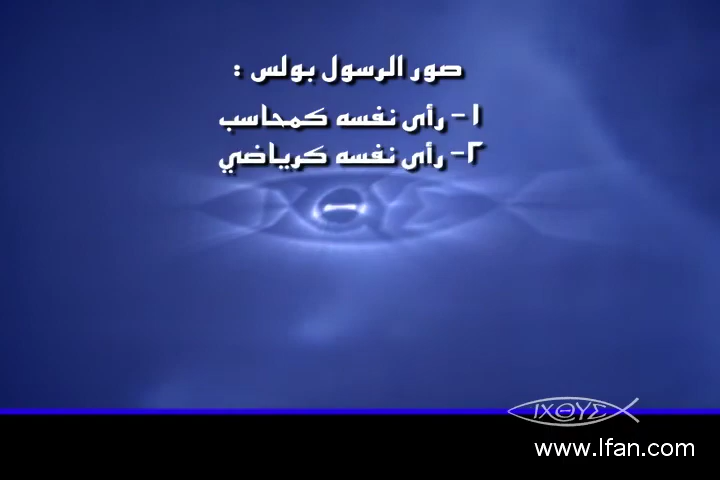 صور الرسول بولس :
١ - رأى نفسه كمحاسب
٢- رأى نفسه كرياضي
ΙΧΘΥΣ
www.lfan.com